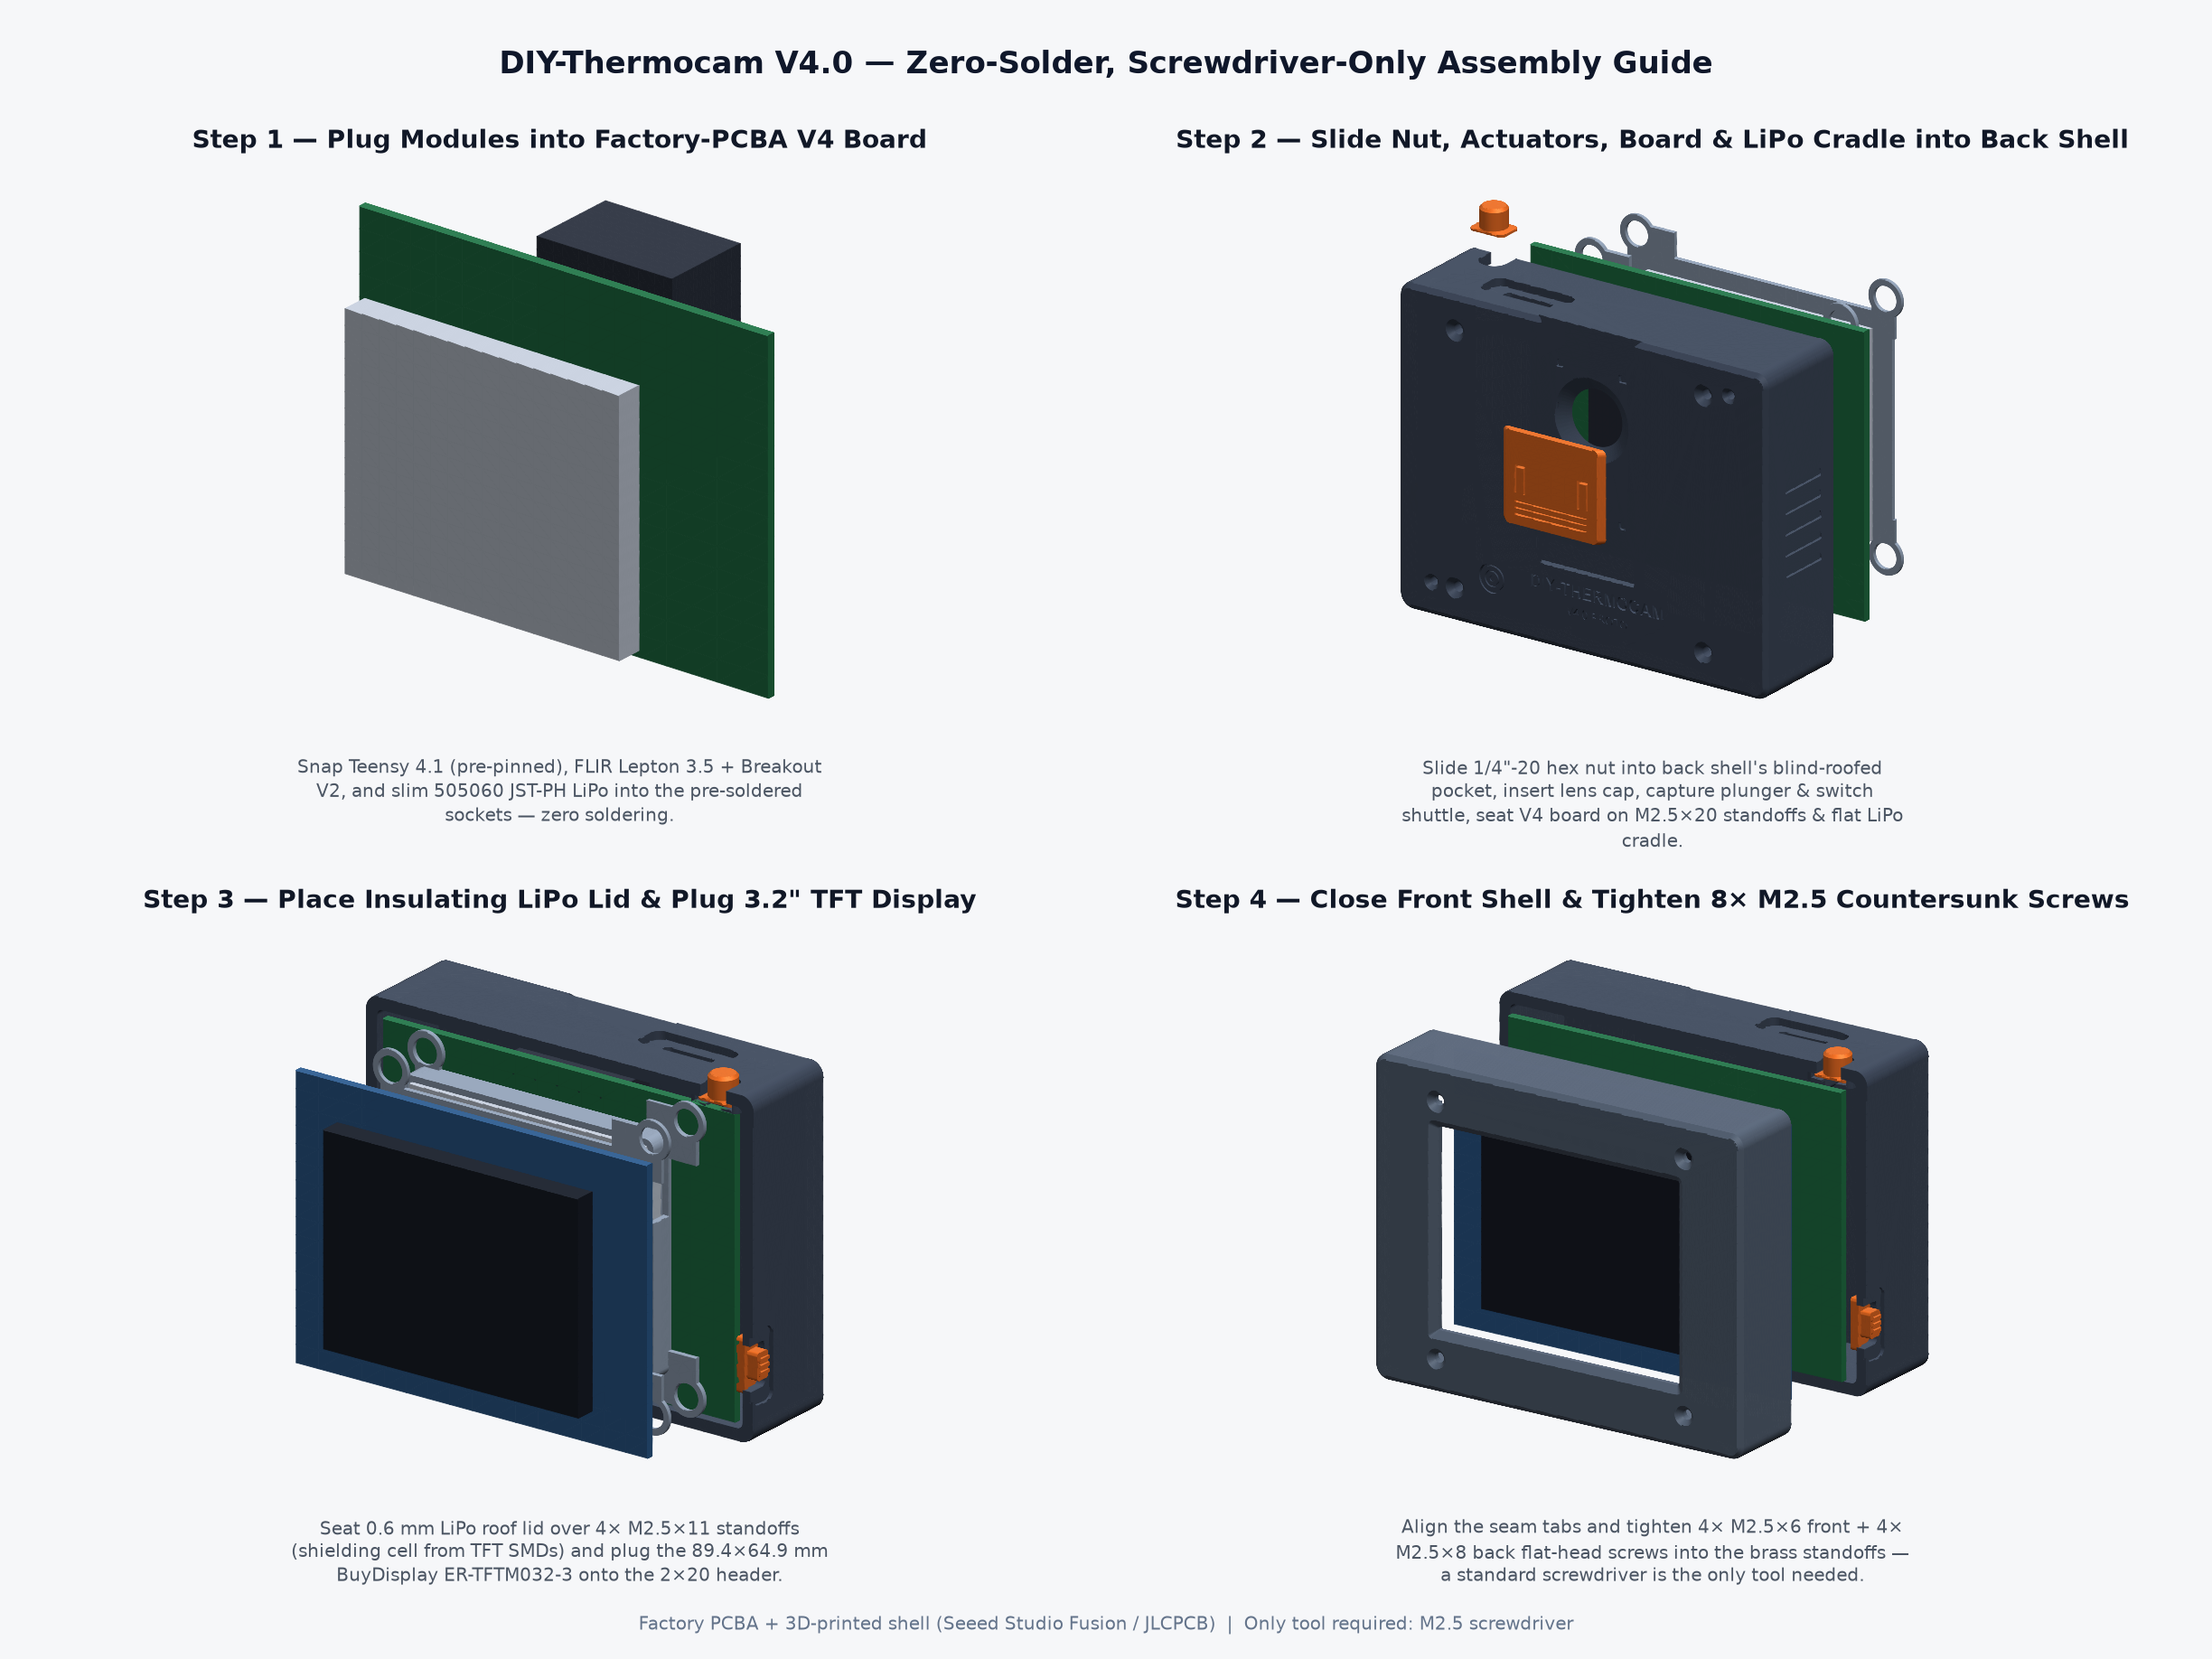 DIY-Thermocam V4.0 — Zero-Solder, Screwdriver-Only Assembly Guide
Step 1 — Plug Modules into Factory-PCBA V4 Board
Snap Teensy 4.1 (pre-pinned), FLIR Lepton 3.5 + Breakout
V2, and slim 505060 JST-PH LiPo into the pre-soldered
sockets — zero soldering.
Step 2 — Slide Nut, Actuators, Board & LiPo Cradle into Back Shell
DIY-THERMOCAM
Slide 1/4"-20 hex nut into back shell's blind-roofed
pocket, insert lens cap, capture plunger & switch
shuttle, seat V4 board on M2.5×20 standoffs & flat LiPo
cradle.
Step 3 — Place Insulating LiPo Lid & Plug 3.2" TFT Display
Seat 0.6 mm LiPo roof lid over 4× M2.5×11 standoffs
(shielding cell from TFT SMDs) and plug the 89.4×64.9 mm
BuyDisplay ER-TFTM032-3 onto the 2×20 header.
Step 4 — Close Front Shell & Tighten 8× M2.5 Countersunk Screws
Align the seam tabs and tighten 4× M2.5×6 front + 4×
M2.5×8 back flat-head screws into the brass standoffs —
a standard screwdriver is the only tool needed.
Factory PCBA + 3D-printed shell (Seeed Studio Fusion / JLCPCB)  |  Only tool required: M2.5 screwdriver